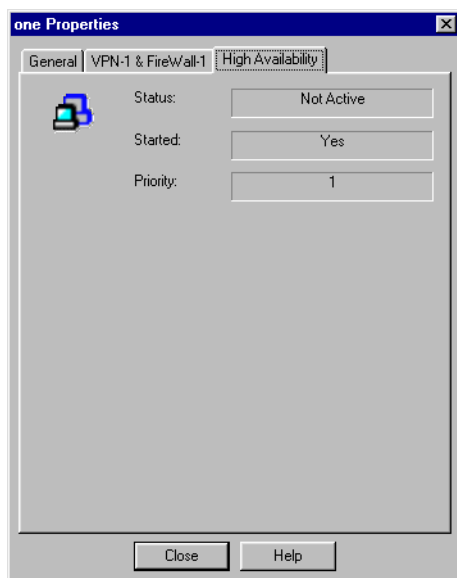 one Properties
General VPN-1 & FireWall-1 High Availability
Status: Not Active
Started: Yes
Priority: 1
Close Help